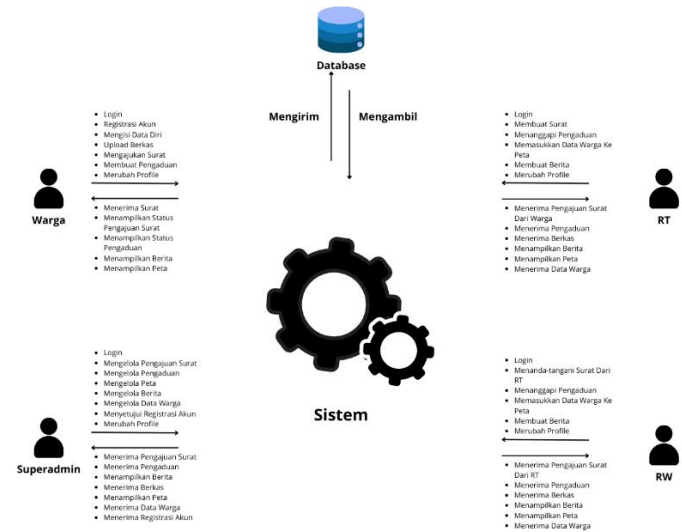 Database
Mengirim
Mengambil
• Login
• Registrasi Akun
• Mengisi Data Diri
• Upload Berkas
• Mengajukan Surat
• Membuat Pengaduan
• Merubah Profile
Warga
• Menerima Surat
• Menampilkan Status
Pengajuan Surat
• Menampilkan Status
Pengaduan
• Menampilkan Berita
• Menampilkan Peta
• Login
• Membuat Surat
• Menanggapi Pengaduan
• Memasukkan Data Warga Ke
Peta
• Membuat Berita
• Merubah Profile
RT
• Menerima Pengajuan Surat
Dari Warga
• Menerima Pengaduan
• Menerima Berkas
• Menampilkan Berita
• Menampilkan Peta
• Menerima Data Warga
Sistem
• Login
• Mengelola Pengajuan Surat
• Mengelola Pengaduan
• Mengelola Peta
• Mengelola Berita
• Mengelola Data Warga
• Menyetujui Registrasi Akun
• Merubah Profile
Superadmin
• Menerima Pengajuan Surat
• Menerima Pengaduan
• Menampilkan Berita
• Menerima Berkas
• Menampilkan Peta
• Menerima Data Warga
• Menerima Registrasi Akun
• Login
• Menanda-tangani Surat Dari
RT
• Menanggapi Pengaduan
• Memasukkan Data Warga Ke
Peta
• Membuat Berita
• Merubah Profile
RW
• Menerima Pengajuan Surat
Dari RT
• Menerima Pengaduan
• Menerima Berkas
• Menampilkan Berita
• Menampilkan Peta
• Menerima Data Warga